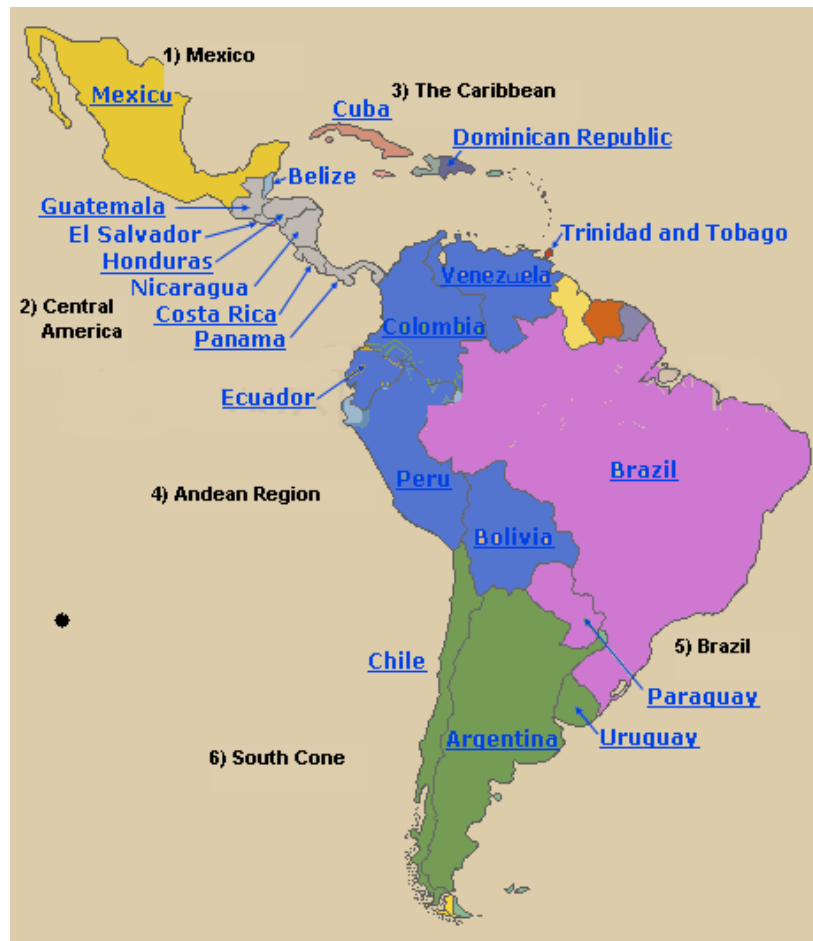 1) Mexico
Mexico
3) The Caribbean
Cuba
Dominican Republic
Belize
Guatemala
El Salvador
Honduras
Nicaragua
Costa Rica
Panama
Trinidad and Tobago
Venezuela
2) Central
America
Colombia
Ecuador
Peru
Brazil
4) Andean Region
Bolivia
5) Brazil
Chile
Paraguay
Argentina
Uruguay
6) South Cone